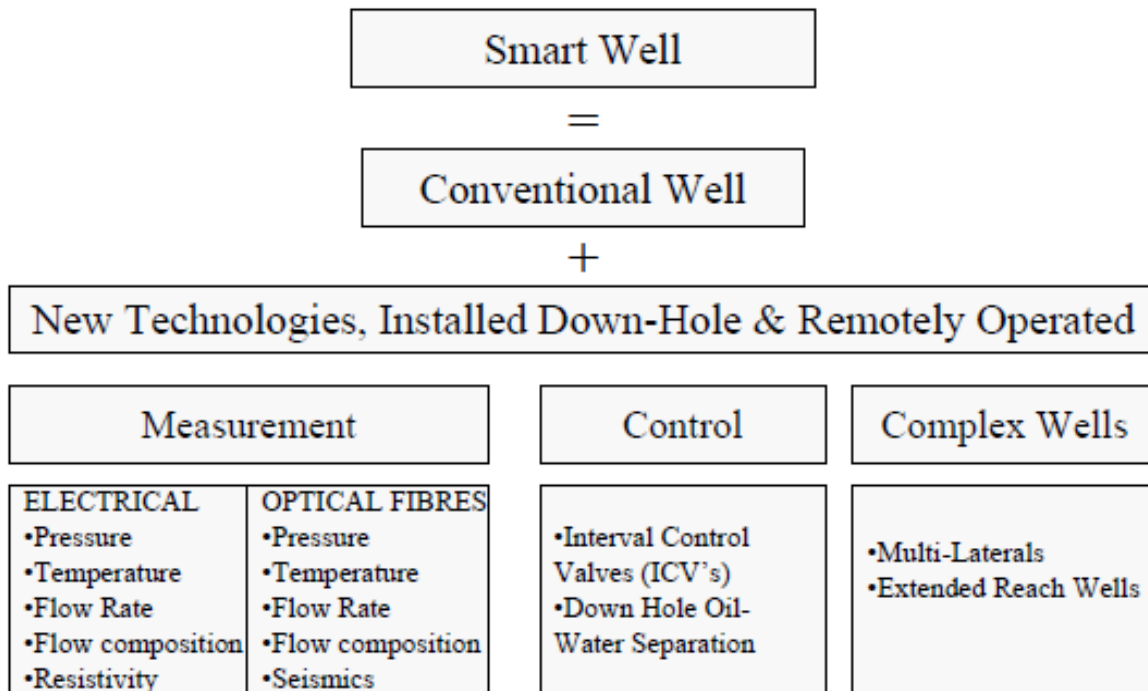 Smart Well
=
Conventional Well
+
New Technologies, Installed Down-Hole & Remotely Operated
Measurement
ELECTRICAL
•Pressure
•Temperature
•Flow Rate
•Flow composition
•Resistivity
OPTICAL FIBRES
•Pressure
•Temperature
•Flow Rate
•Flow composition
•Seismics
Control
•Interval Control
Valves (ICV's)
•Down Hole Oil-
Water Separation
Complex Wells
•Multi-Laterals
•Extended Reach Wells